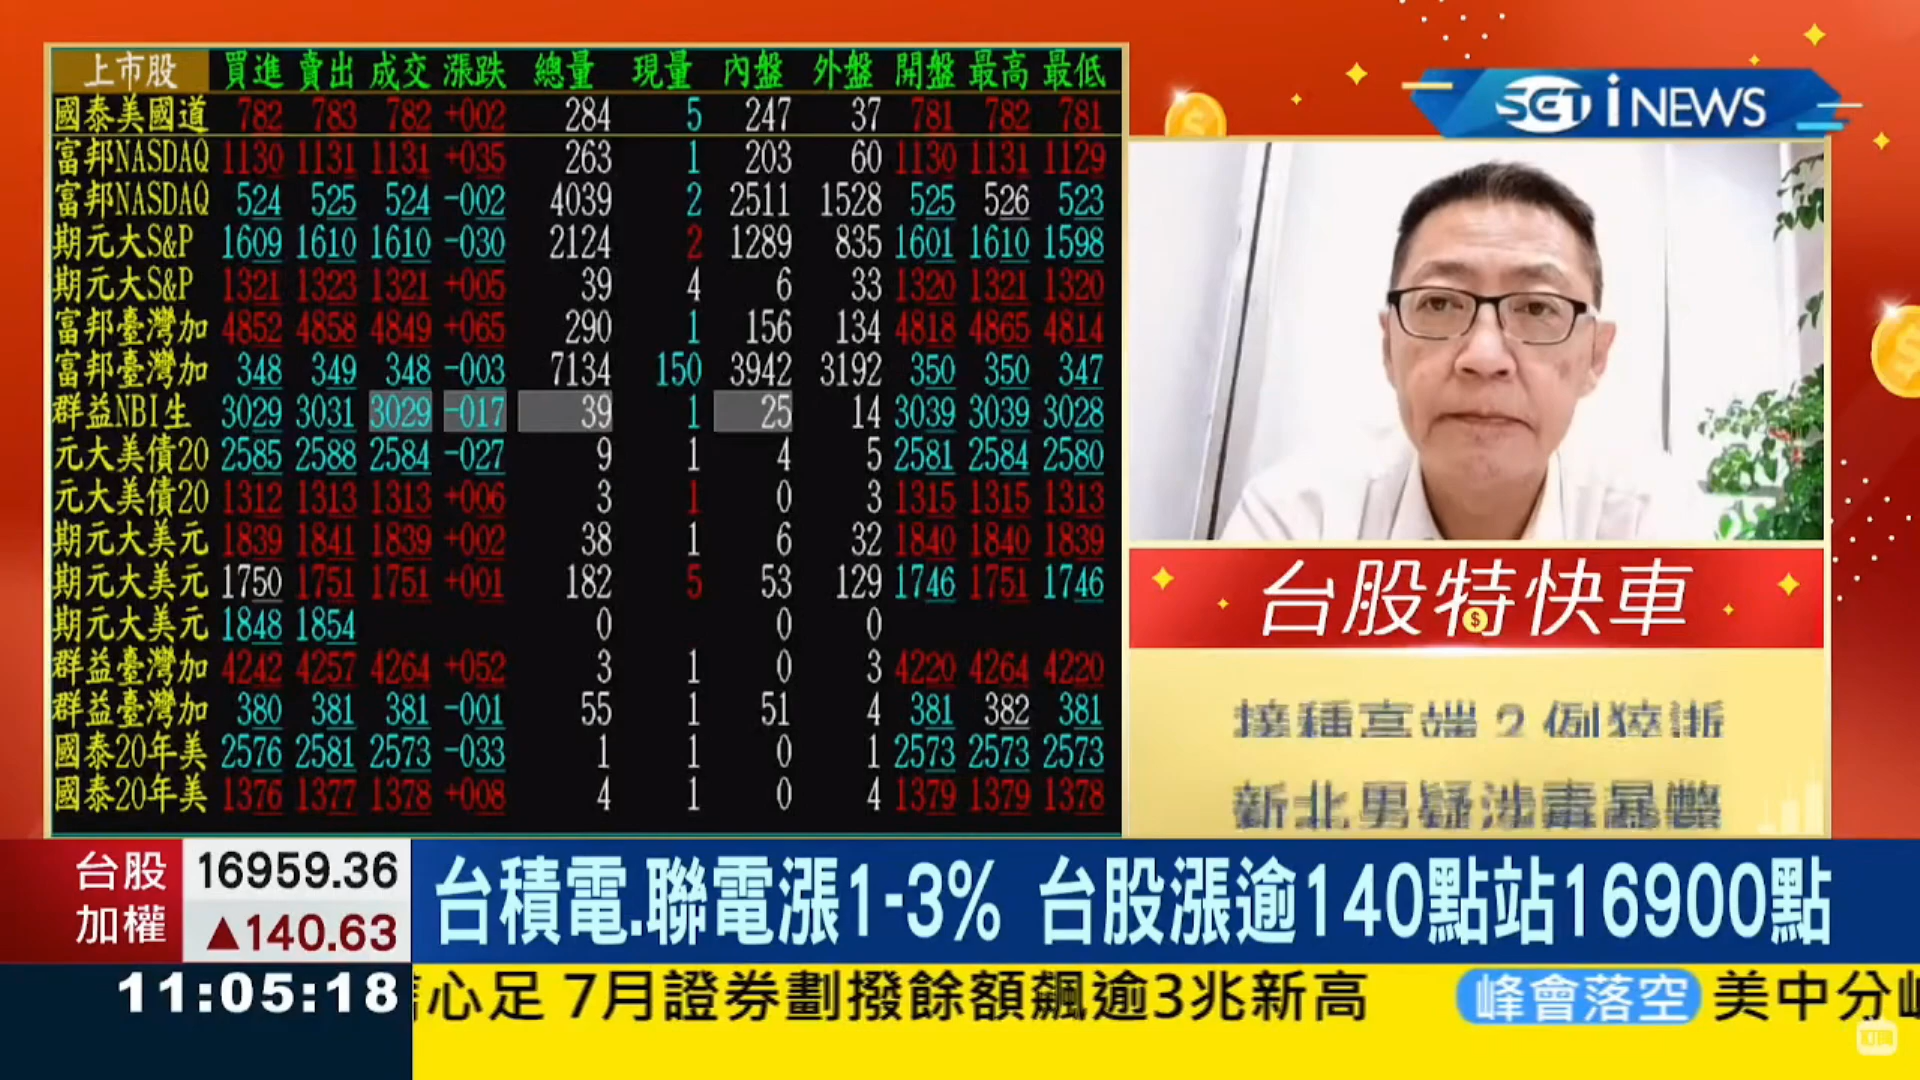 上市股 買進 賣出 成交 漲跌 總量 現量 內盤 外盤 開盤 最高 最低
國泰美國道 782 783 782 +002 284 5 247 37 781 782 781
富邦NASDAQ 1130 1131 1131 +035 263 1 203 60 1130 1131 1129
富邦NASDAQ 524 525 524 -002 4039 2 2511 1528 525 526 523
期元大S&P 1609 1610 1610 -030 2124 2 1289 835 1601 1610 1598
期元大S&P 1321 1323 1321 +005 39 4 6 33 1320 1321 1320
富邦臺灣加 4852 4858 4849 +065 290 1 156 134 4818 4865 4814
富邦臺灣加 348 349 348 -003 7134 150 3942 3192 350 350 347
群益NBI生 3029 3031 3029 -017 39 1 25 14 3039 3039 3028
元大美債20 2585 2588 2584 -027 9 1 4 5 2581 2584 2580
元大美債20 1312 1313 1313 +006 3 1 0 3 1315 1315 1313
期元大美元 1839 1841 1839 +002 38 1 6 32 1840 1840 1839
期元大美元 1750 1751 1751 +001 182 5 53 129 1746 1751 1746
期元大美元 1848 1854 0 0 0
群益臺灣加 4242 4257 4264 +052 3 1 0 3 4220 4264 4220
群益臺灣加 380 381 381 -001 55 1 51 4 381 382 381
國泰20年美 2576 2581 2573 -033 1 1 0 1 2573 2573 2573
國泰20年美 1376 1377 1378 +008 4 1 0 4 1379 1379 1378
SET iNEWS
台股特快車
接種高端2例猝逝
新北男疑涉毒暴斃
台股加權 16959.36
▲140.63
台積電.聯電漲1-3% 台股漲逾140點站16900點
11:05:18
心足 7月證券劃撥餘額飆逾3兆新高 峰會落空 美中分